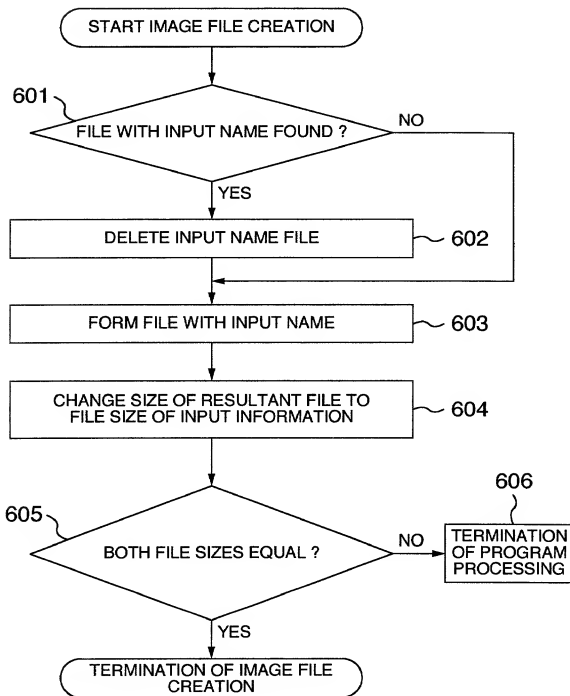 START IMAGE FILE CREATION
601
FILE WITH INPUT NAME FOUND ?
NO
YES
DELETE INPUT NAME FILE
602
FORM FILE WITH INPUT NAME
603
CHANGE SIZE OF RESULTANT FILE TO
FILE SIZE OF INPUT INFORMATION
604
605
BOTH FILE SIZES EQUAL ?
NO
606
TERMINATION
OF PROGRAM
PROCESSING
YES
TERMINATION OF IMAGE FILE
CREATION